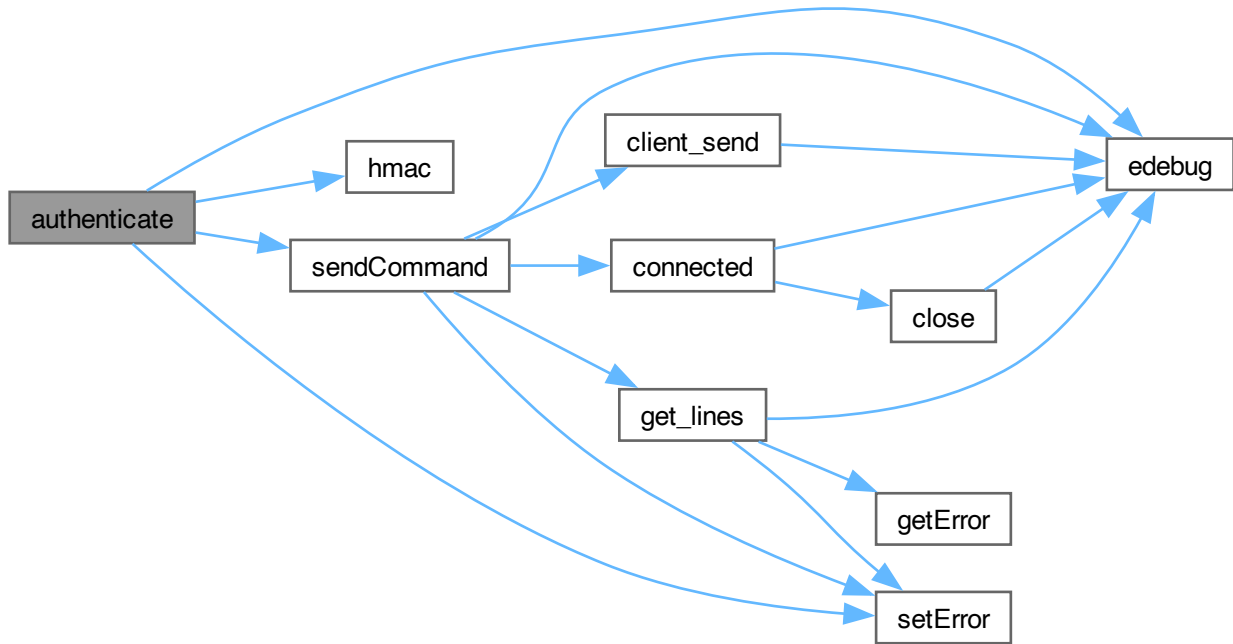 authenticate
hmac
sendCommand
client_send
connected
close
get_lines
edebug
getError
setError